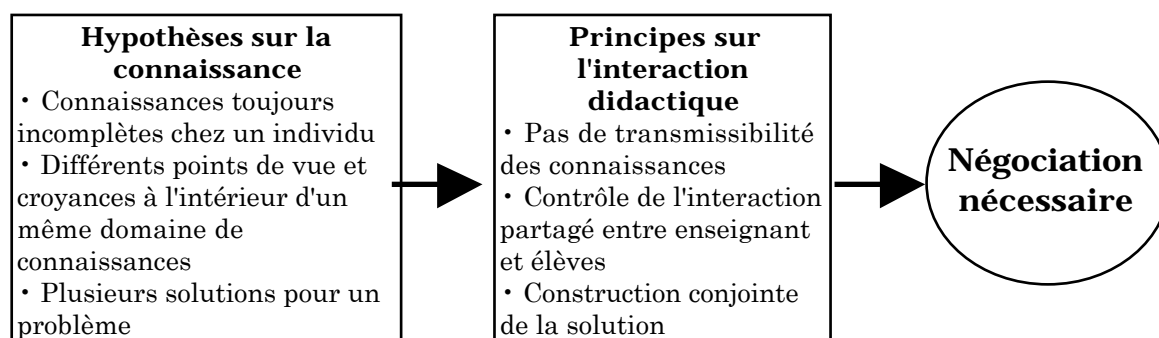 Hypothèses sur la
connaissance
• Connaissances toujours
incomplètes chez un individu
• Différents points de vue et
croyances à l'intérieur d'un
même domaine de
connaissances
• Plusieurs solutions pour un
problème
Principes sur
l'interaction
didactique
• Pas de transmissibilité
des connaissances
• Contrôle de l'interaction
partagé entre enseignant
et élèves
• Construction conjointe
de la solution
Négociation
nécessaire